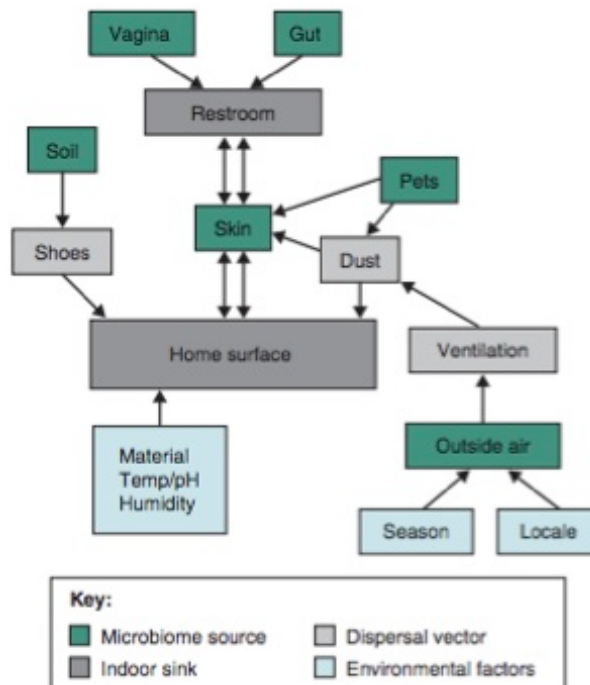 Vagina
Gut
Restroom
Soil
Pets
Skin
Shoes
Dust
Home surface
Ventilation
Material
Temp/pH
Humidity
Outside air
Season
Locale
Key:
Microbiome source
Dispersal vector
Indoor sink
Environmental factors